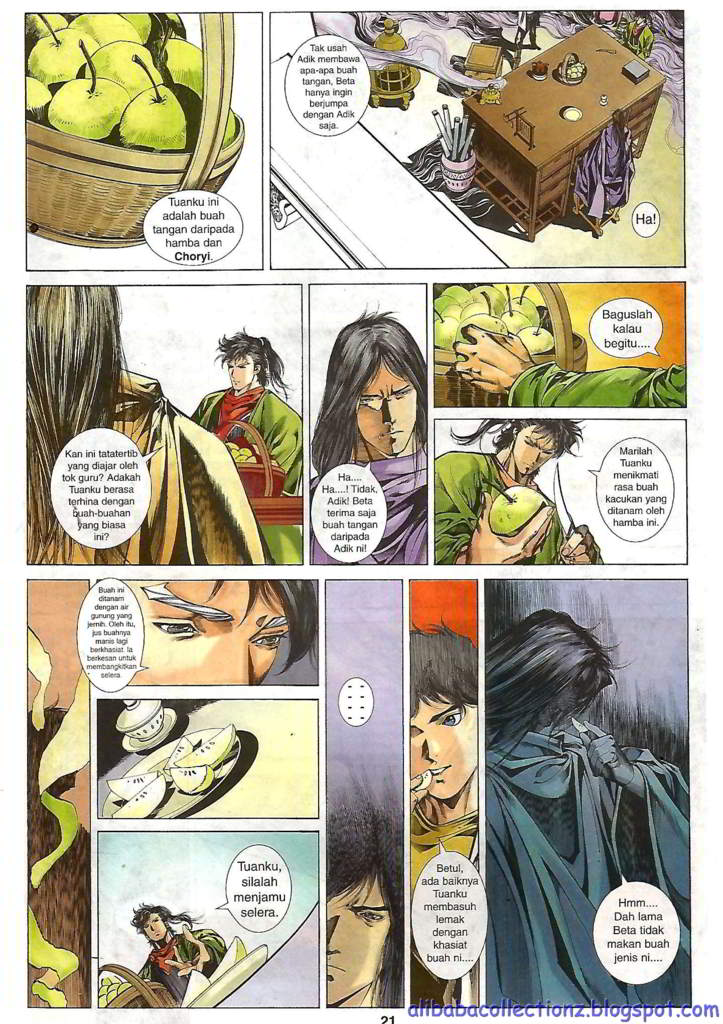 Tuanku ini
adalah buah
tangan daripada
hamba dan
Choryi.
Tak usah
Adik membawa
apa-apa buah
tangan, Beta
hanya ingin
berjumpa
dengan Adik
saja.
Ha!
Kan ini tatatertib
yang diajar oleh
tok guru? Adakah
Tuanku berasa
terhina dengan
buah-buahan
yang biasa
ini?
Ha....
Ha....! Tidak,
Adik! Beta
terima saja
buah tangan
daripada
Adik ni!
Baguslah
kalau
begitu....
Marilah
Tuanku
menikmati
rasa buah
kacukan yang
ditanam oleh
hamba ini.
Buah ini
ditanam
dengan air
gunung yang
jernih. Oleh itu,
jus buahnya
manis lagi
berkhasiat. Ia
berkesan untuk
membangkitkan
selera.
Tuanku,
silalah
menjamu
selera.
Betul,
ada baiknya
Tuanku
membasuh
lemak
dengan
khasiat
buah ni....
Hmm....
Dah lama
Beta tidak
makan buah
jenis ni....
21
alibabacollectionz.blogspot.com